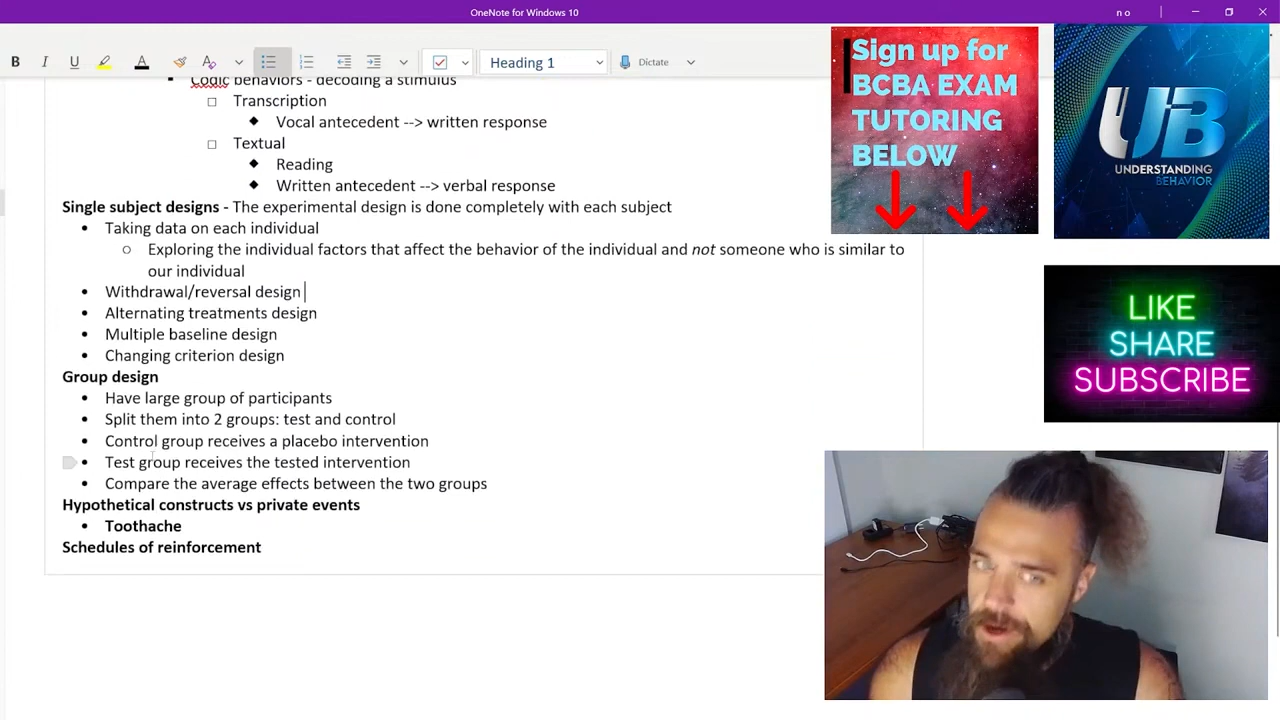 OneNote for Windows 10
n o
B I U A A Heading 1 Dictate
Codic behaviors - decoding a stimulus
Transcription
Vocal antecedent --> written response
Textual
Reading
Written antecedent --> verbal response
Single subject designs - The experimental design is done completely with each subject
Taking data on each individual
Exploring the individual factors that affect the behavior of the individual and not someone who is similar to
our individual
Withdrawal/reversal design
Alternating treatments design
Multiple baseline design
Changing criterion design
Group design
Have large group of participants
Split them into 2 groups: test and control
Control group receives a placebo intervention
Test group receives the tested intervention
Compare the average effects between the two groups
Hypothetical constructs vs private events
Toothache
Schedules of reinforcement
Sign up for
BCBA EXAM
TUTORING
BELOW
UB
UNDERSTANDING
BEHAVIOR
LIKE
SHARE
SUBSCRIBE